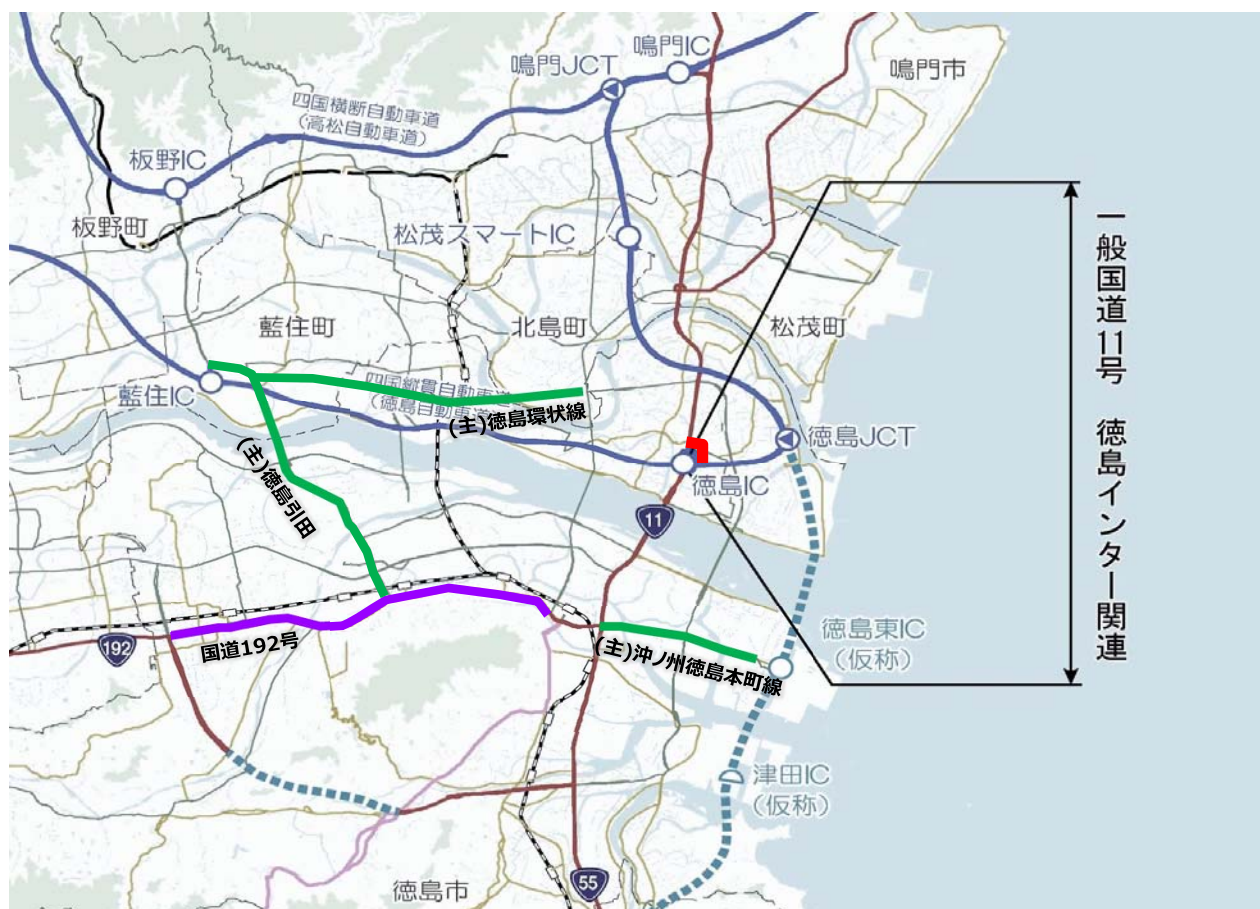 鳴門IC
鳴門JCT
鳴門市
四国横断自動車道
(高松自動車道)
板野IC
板野町
松茂スマートIC
一般国道11号 徳島インター関連
藍住町
北島町
松茂町
四国縦貫自動車道
(徳島自動車道)
藍住IC
(主)徳島環状線
徳島JCT
(主)徳島引田
徳島IC
11
徳島東IC
(仮称)
192
国道192号
(主)沖ノ州徳島本町線
津田IC
(仮称)
55
徳島市